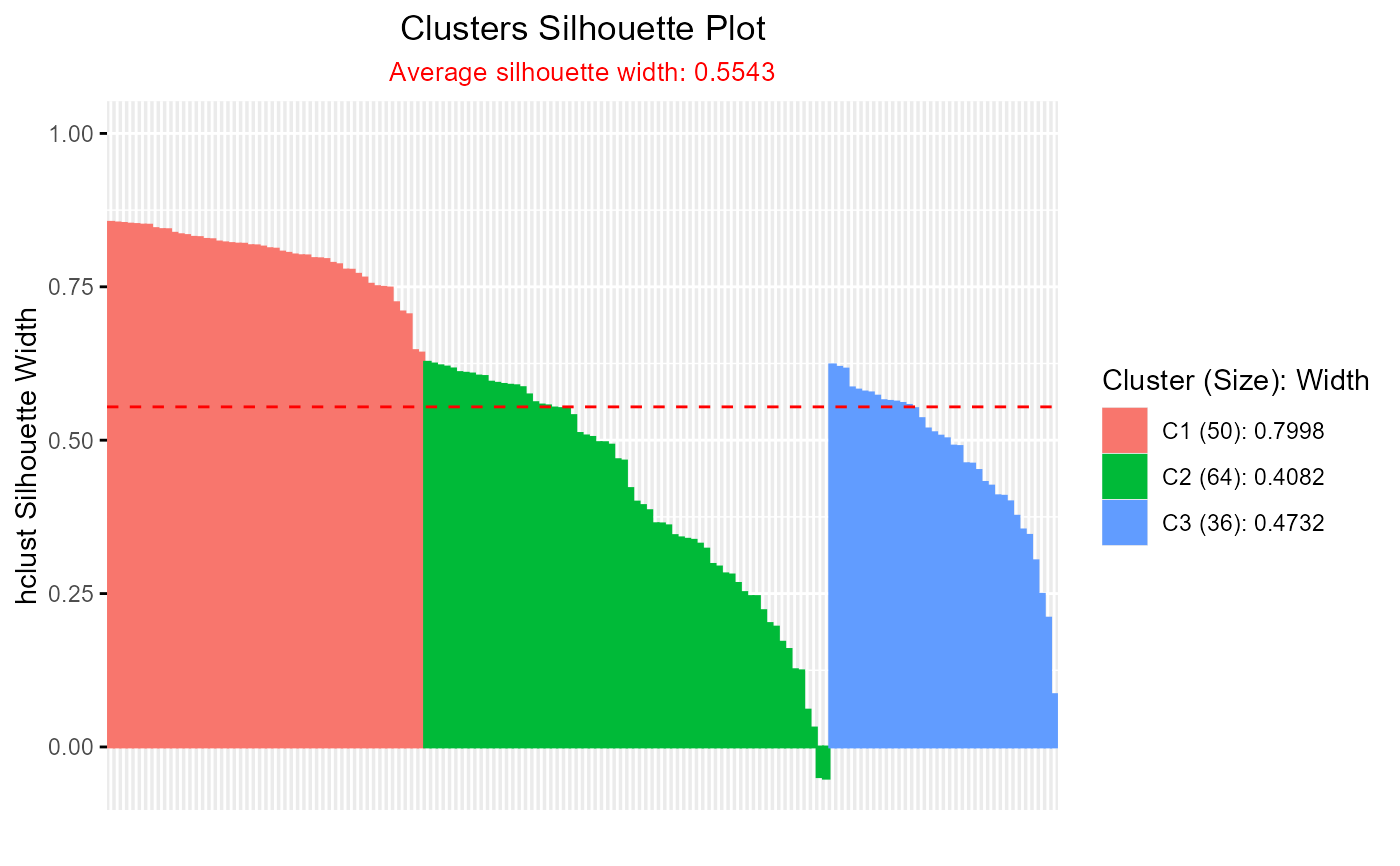 Clusters Silhouette Plot
Average silhouette width: 0.5543
1.00
0.75
0.50
0.25
0.00
hclust Silhouette Width
Cluster (Size): Width
C1 (50): 0.7998
C2 (64): 0.4082
C3 (36): 0.4732